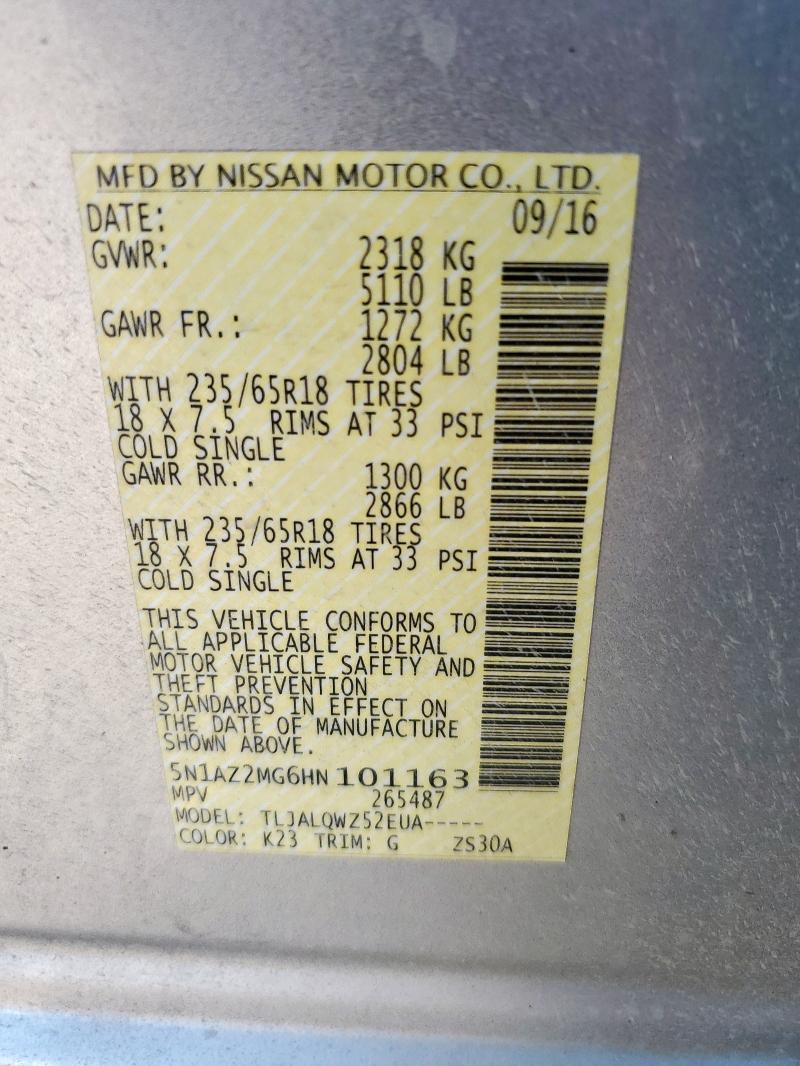 MFD BY NISSAN MOTOR CO., LTD.
DATE: 09/16
GVWR: 2318 KG
5110 LB
GAWR FR.: 1272 KG
2804 LB
WITH 235/65R18 TIRES
18 X 7.5 RIMS AT 33 PSI
COLD SINGLE
GAWR RR.: 1300 KG
2866 LB
WITH 235/65R18 TIRES
18 X 7.5 RIMS AT 33 PSI
COLD SINGLE
THIS VEHICLE CONFORMS TO
ALL APPLICABLE FEDERAL
MOTOR VEHICLE SAFETY AND
THEFT PREVENTION
STANDARDS IN EFFECT ON
THE DATE OF MANUFACTURE
SHOWN ABOVE.
5N1AZ2MG6HN 101163
MPV 265487
MODEL: TLJALQWZ52EUA-----
COLOR: K23 TRIM: G ZS30A